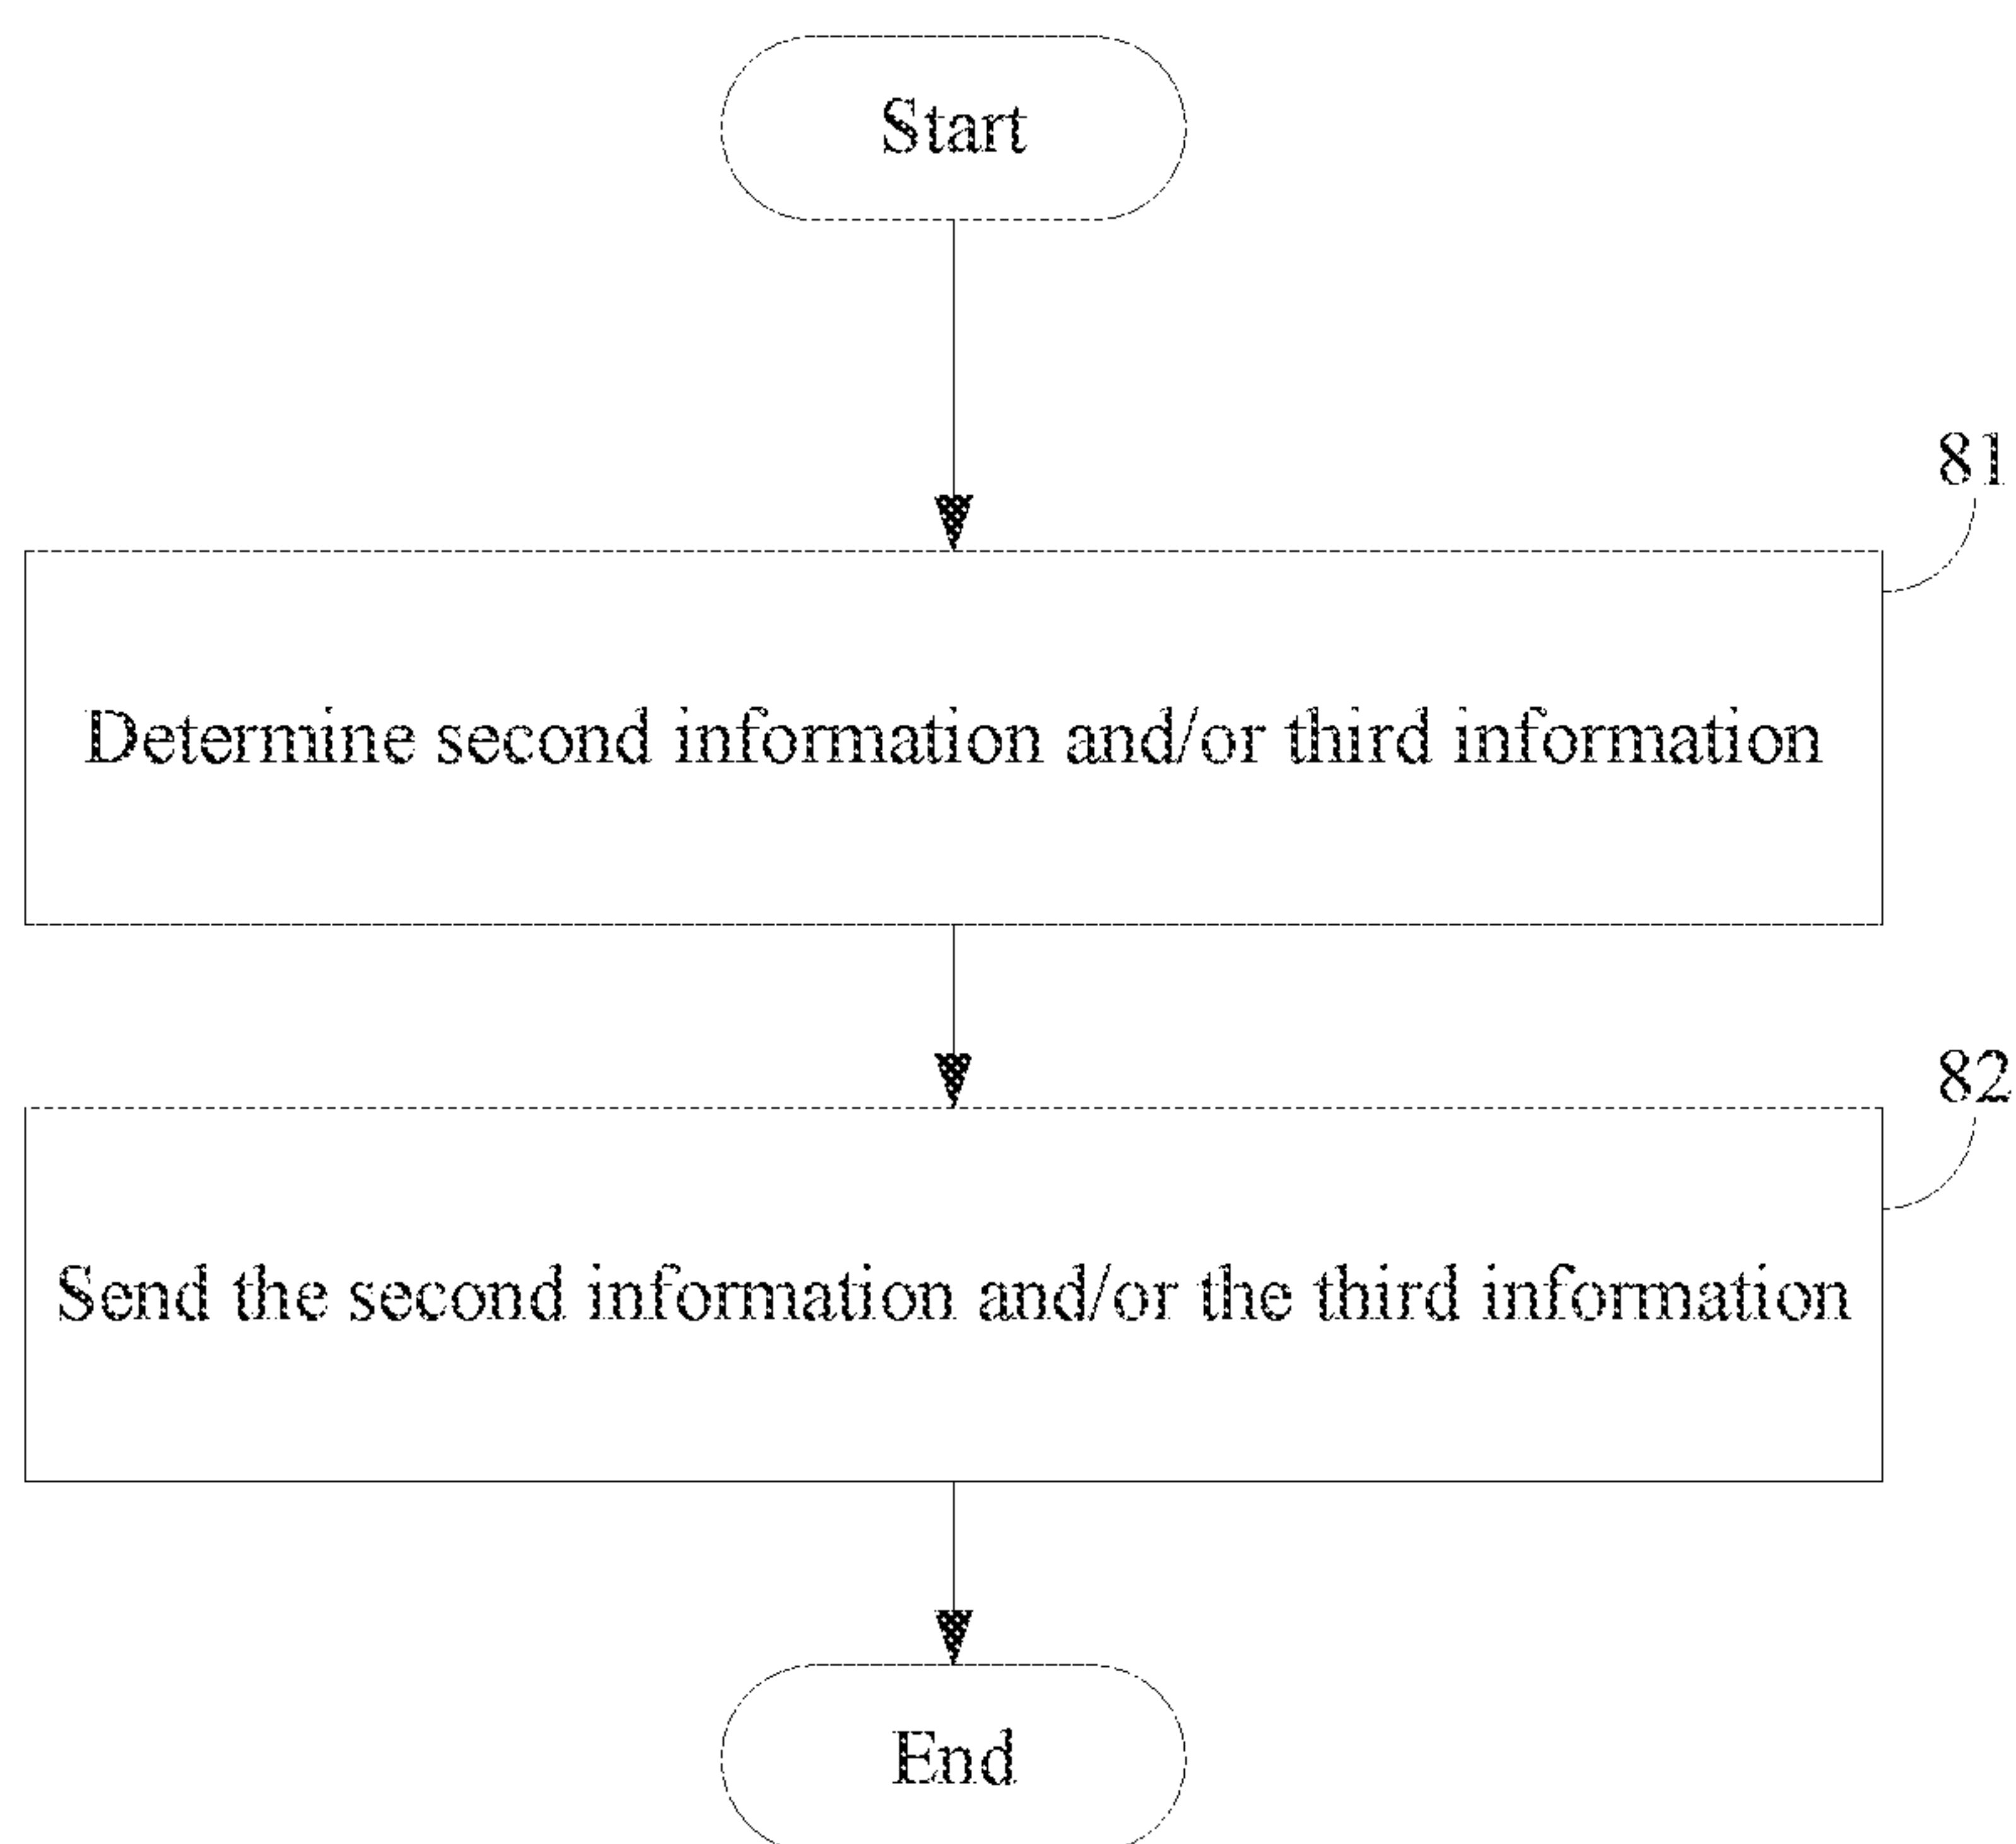 Start
81
Determine second information and/or third information
82
Send the second information and/or the third information
End